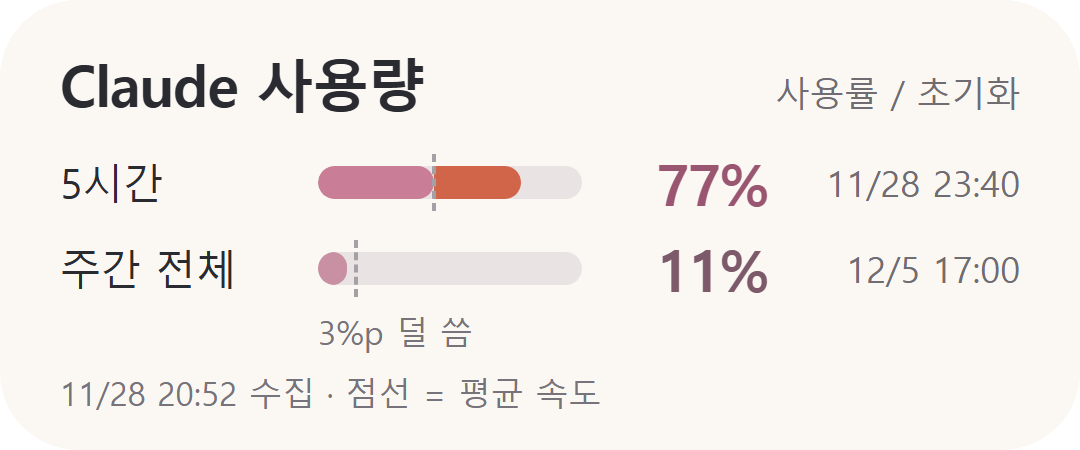 Claude 사용량
사용률 / 초기화
5시간 77% 11/28 23:40
주간 전체 11% 12/5 17:00
3%p 덜 씀
11/28 20:52 수집 · 점선 = 평균 속도